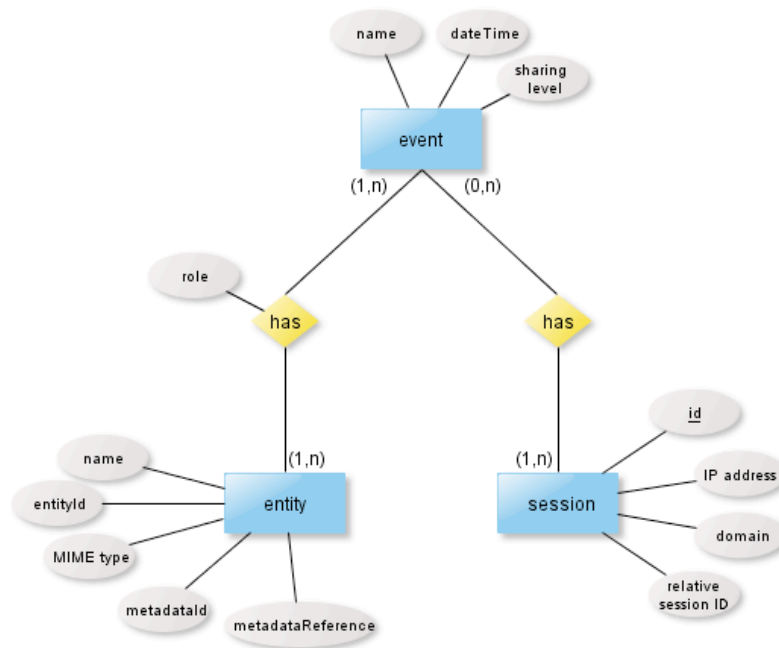 name
dateTime
sharing
level
event
(1,n)
(0,n)
role
has
has
id
(1,n)
(1,n)
name
IP address
entityId
entity
session
MIME type
domain
metadataId
metadataReference
relative
session ID